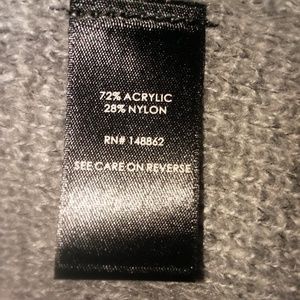 72% ACRYLIC
28% NYLON
RN# 148862
SEE CARE ON REVERSE